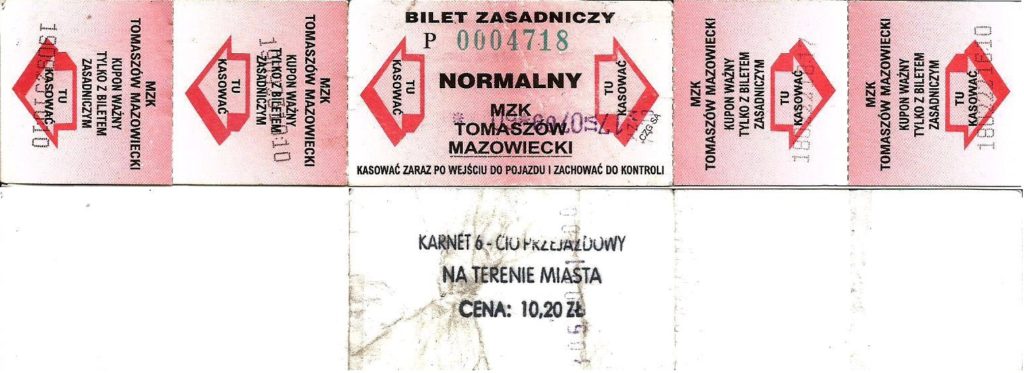 MZK
TOMASZÓW MAZOWIECKI
KUPON WAŻNY
TYLKO Z BILETEM
ZASADNICZYM
TU
KASOWAĆ
TOMASZÓW MAZOWIECKI
KUPON WAŻNY
TYLKO Z BILETEM
ZASADNICZYM
TU
KASOWAĆ
BILET ZASADNICZY
P 0004718
TU
KASOWAĆ
NORMALNY
MZK
TOMASZÓW
MAZOWIECKI
TU
KASOWAĆ
KASOWAĆ ZARAZ PO WEJŚCIU DO POJAZDU I ZACHOWAĆ DO KONTROLI
MZK
TOMASZÓW MAZOWIECKI
KUPON WAŻNY
TYLKO Z BILETEM
ZASADNICZYM
TU
KASOWAĆ
MZK
TOMASZÓW MAZOWIECKI
KUPON WAŻNY
TYLKO Z BILETEM
ZASADNICZYM
TU
KASOWAĆ
KARNET 6 - CIO PRZEJAZDOWY
NA TERENIE MIASTA
CENA: 10,20 ZŁ